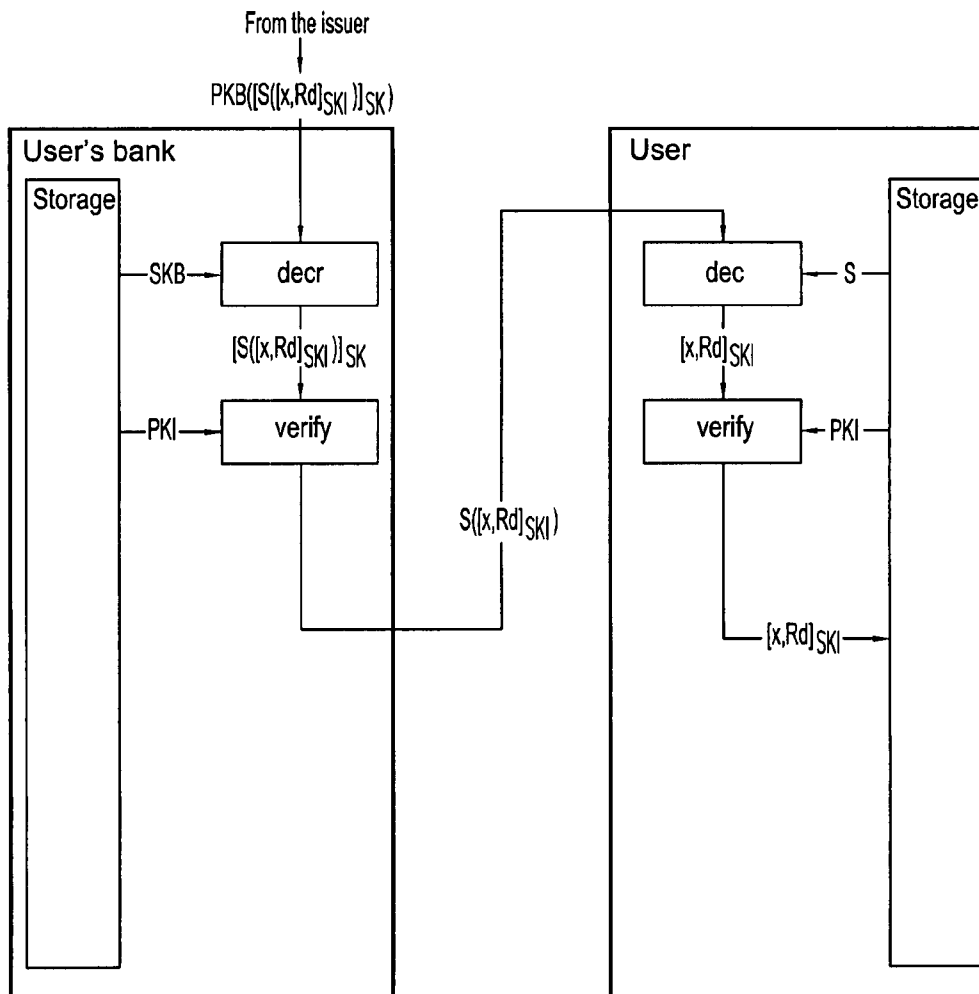 From the issuer
PKB([S([x,Rd]SKI)]SK)
User's bank
Storage
SKB
decr
[S([x,Rd]SKI)]SK
PKI
verify
S([x,Rd]SKI)
User
Storage
dec
S
[x,Rd]SKI
verify
PKI
[x,Rd]SKI